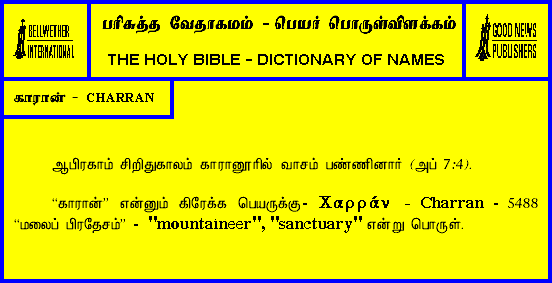 BELLWETHER
INTERNATIONAL
பரிசுத்த வேதாகமம் - பெயர் பொருள்விளக்கம்
THE HOLY BIBLE - DICTIONARY OF NAMES
GOOD NEWS
PUBLISHERS
காரான் - CHARRAN
ஆபிரகாம் சிறிதுகாலம் காரானூரில் வாசம் பண்ணினார் (அப் 7:4).
“காரான்” என்னும் கிரேக்க பெயருக்கு- Χαρράν - Charran - 5488
“மலைப் பிரதேசம்” - "mountaineer", "sanctuary" என்று பொருள்.